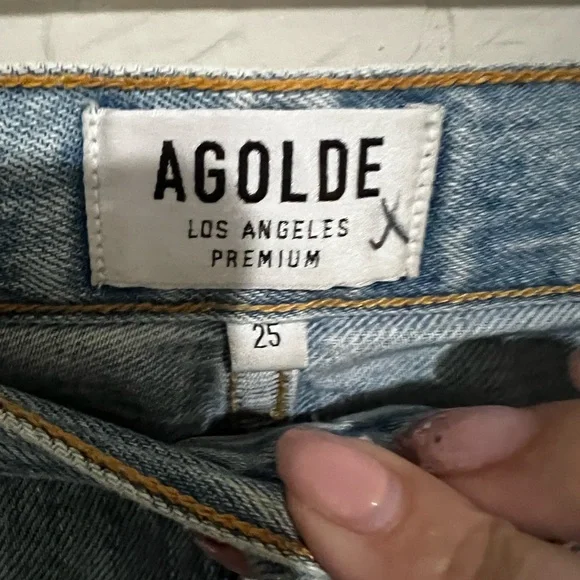 AGOLDE
LOS ANGELES
PREMIUM
X
25